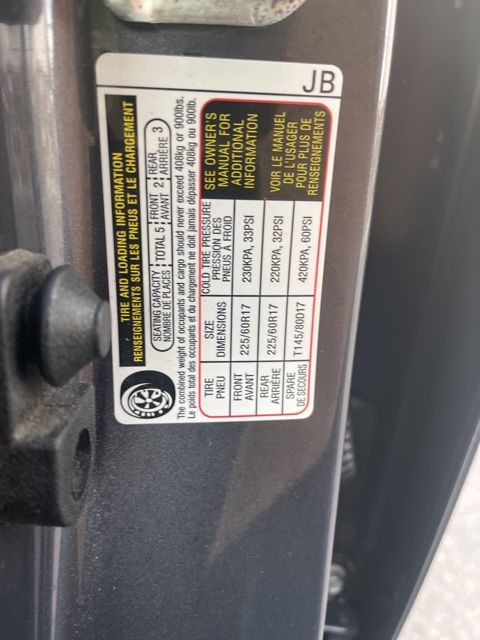 JB
TIRE AND LOADING INFORMATION
RENSEIGNEMENTS SUR LES PNEUS ET LE CHARGEMENT
SEATING CAPACITY TOTAL 5 FRONT 2 REAR 3
NOMBRE DE PLACES AVANT ARRIÈRE
The combined weight of occupants and cargo should never exceed 408kg or 900lbs.
Le poids total des occupants et du chargement ne doit jamais dépasser 408kg ou 900lb.
TIRE SIZE COLD TIRE PRESSURE
PNEU DIMENSIONS PRESSION DES
PNEUS À FROID
FRONT 225/60R17 230KPA, 33PSI
AVANT
REAR 225/60R17 220KPA, 32PSI
ARRIÈRE
SPARE T145/80D17 420KPA, 60PSI
DE SECOURS
SEE OWNER'S
MANUAL FOR
ADDITIONAL
INFORMATION
VOIR LE MANUEL
DE L'USAGER
POUR PLUS DE
RENSEIGNEMENTS